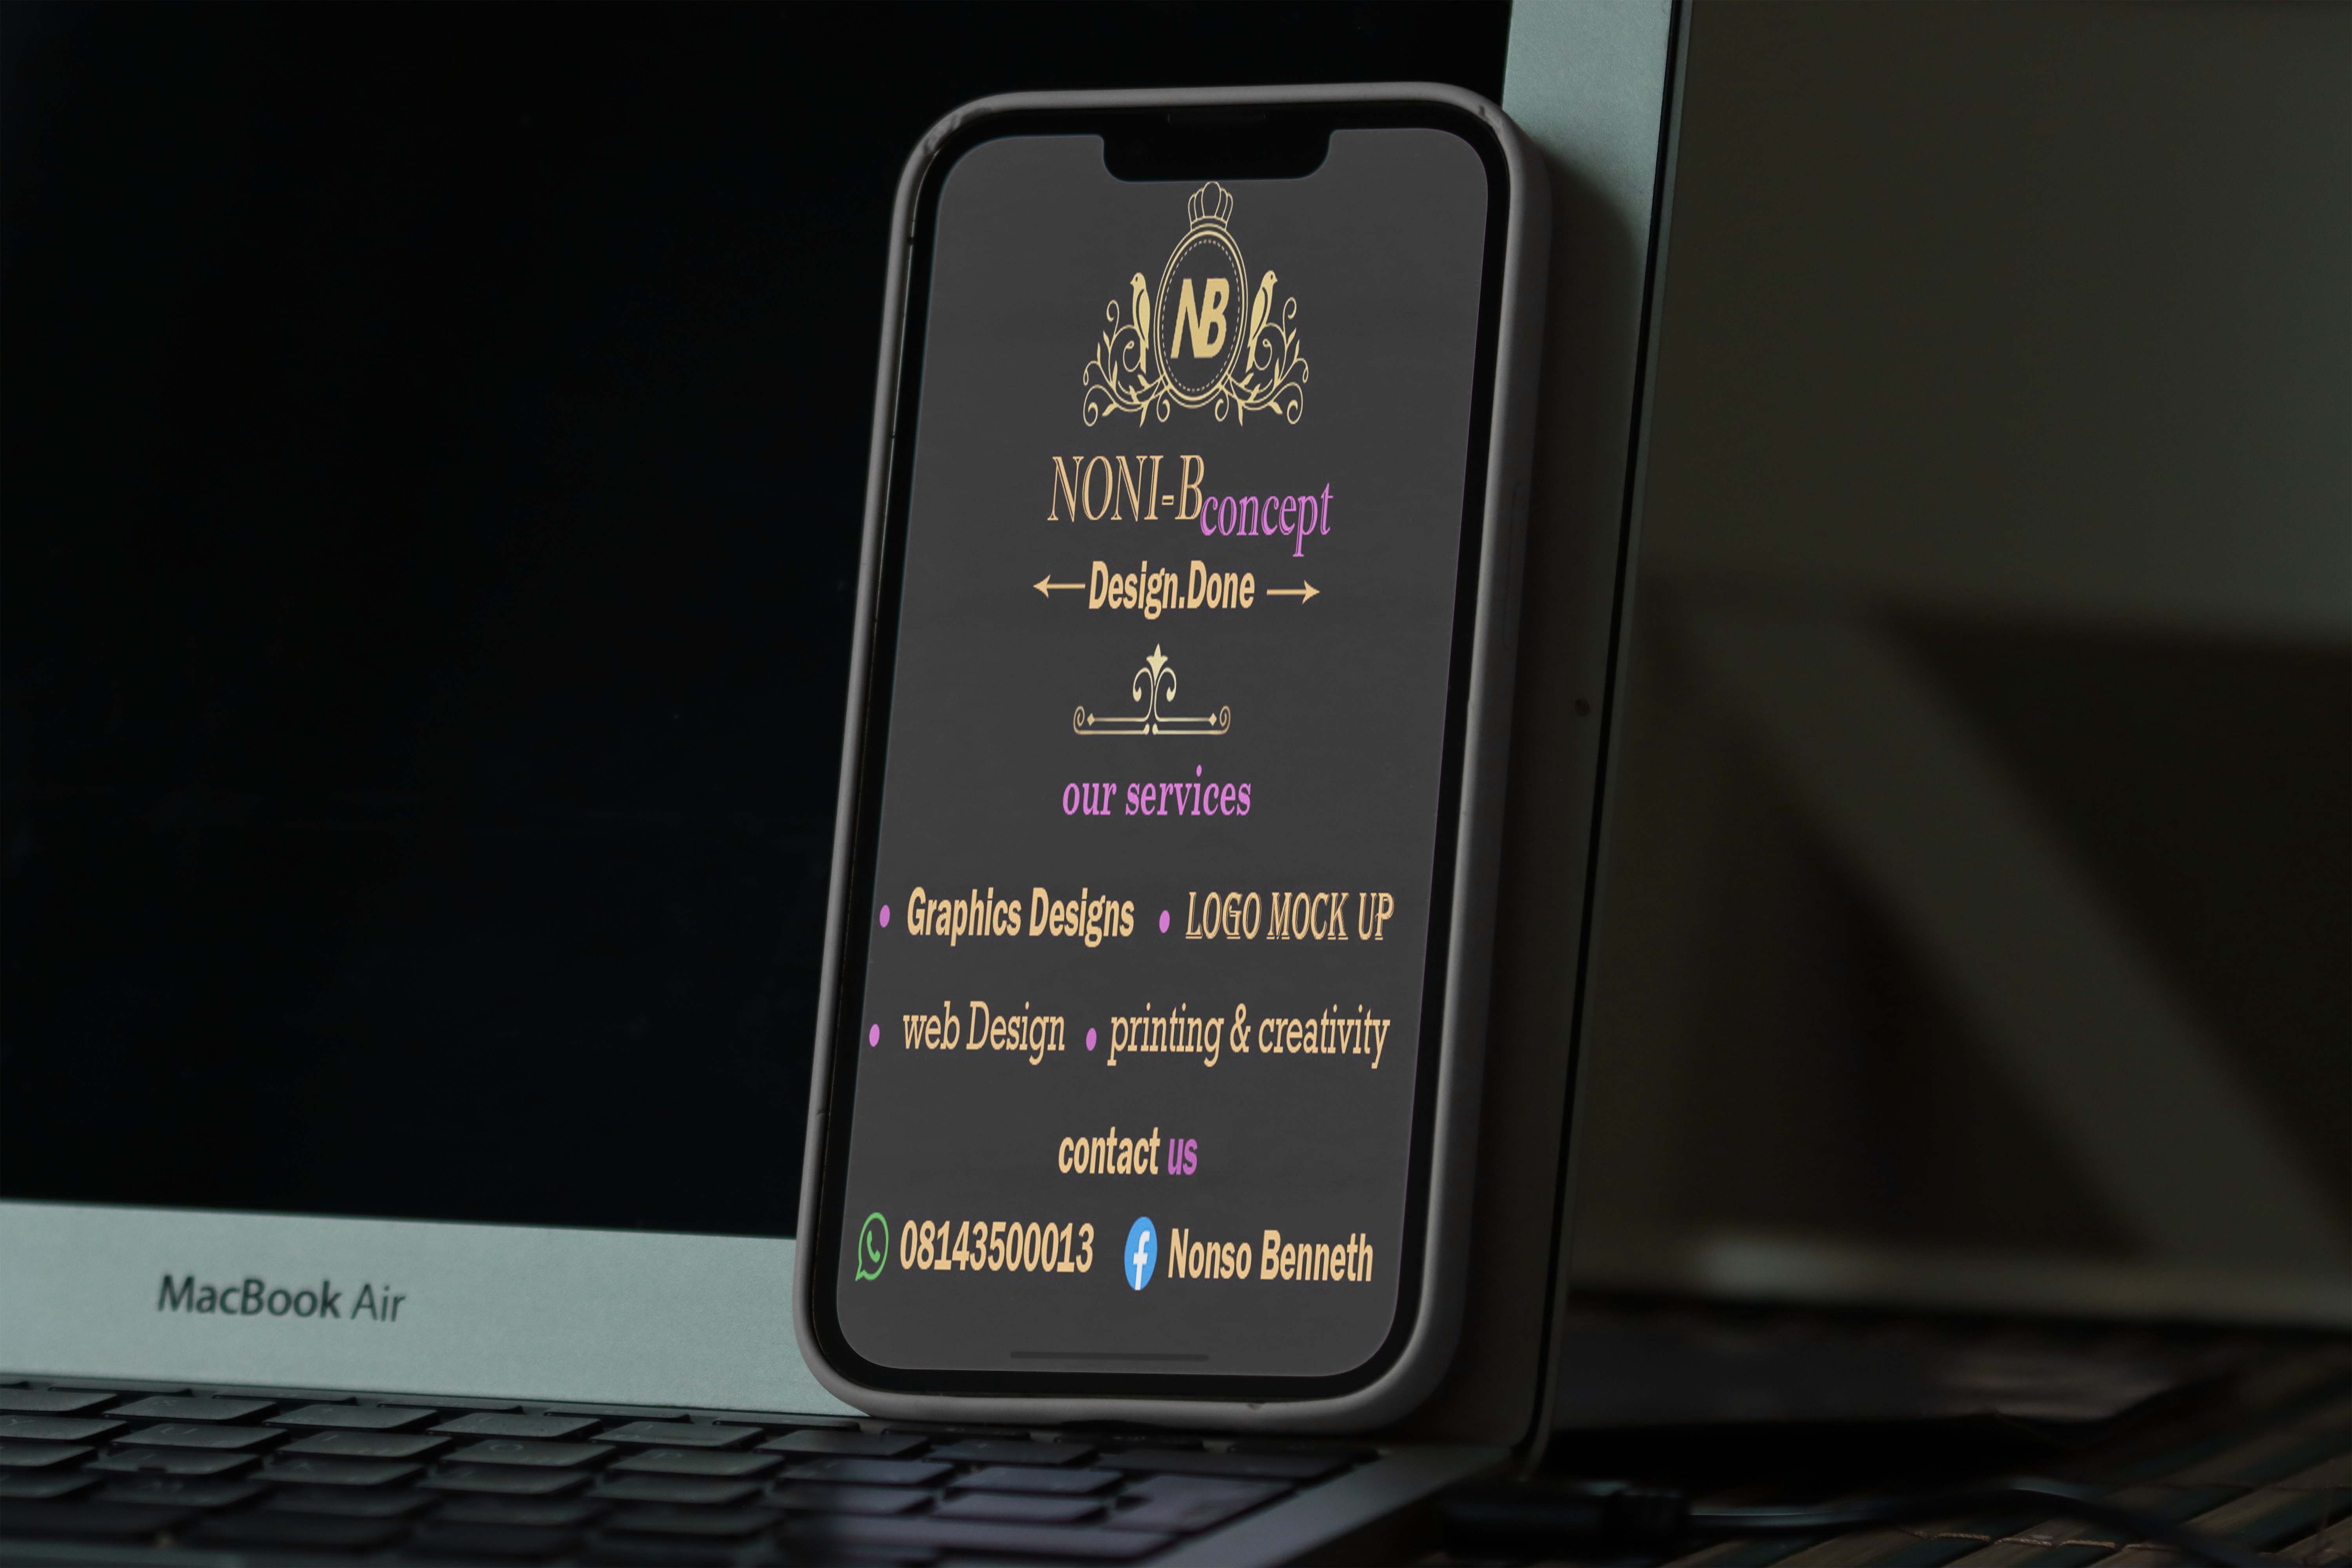 NB
NONI-Bconcept
Design.Done
our services
• Graphics Designs • LOGO MOCK UP
• web Design • printing & creativity
contact us
08143500013 f Nonso Benneth
MacBook Air